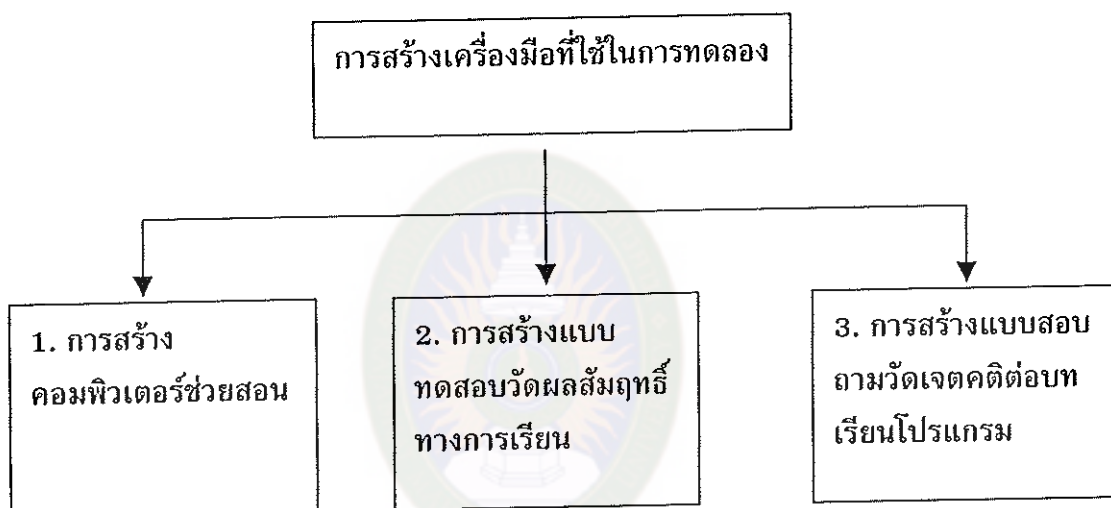 การสร้างเครื่องมือที่ใช้ในการทดลอง
1. การสร้าง
คอมพิวเตอร์ช่วยสอน
2. การสร้างแบบ
ทดสอบวัดผลสัมฤทธิ์
ทางการเรียน
3. การสร้างแบบสอบ
ถามวัดเจตคติต่อบท
เรียนโปรแกรม